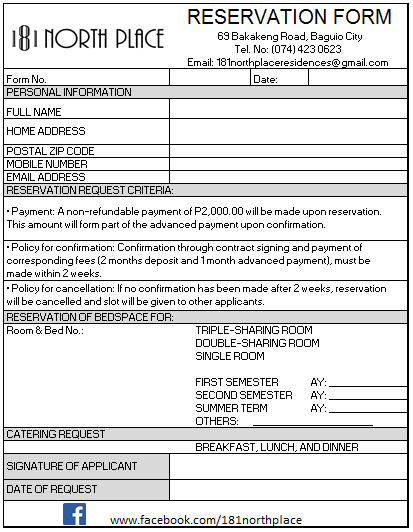 181 NORTH PLACE
RESERVATION FORM
69 Bakakeng Road, Baguio City
Tel. No: (074) 423 0623
Email: 181northplaceresidences@gmail.com
Form No.
Date:
PERSONAL INFORMATION
FULL NAME
HOME ADDRESS
POSTAL ZIP CODE
MOBILE NUMBER
EMAIL ADDRESS
RESERVATION REQUEST CRITERIA:
• Payment: A non-refundable payment of P2,000.00 will be made upon reservation.
This amount will form part of the advanced payment upon confirmation.
• Policy for confirmation: Confirmation through contract signing and payment of
corresponding fees (2 months deposit and 1 month advanced payment), must be
made within 2 weeks.
• Policy for cancellation: If no confirmation has been made after 2 weeks, reservation
will be cancelled and slot will be given to other applicants.
RESERVATION OF BEDSPACE FOR:
Room & Bed No.:
TRIPLE-SHARING ROOM
DOUBLE-SHARING ROOM
SINGLE ROOM
FIRST SEMESTER AY: ____________
SECOND SEMESTER AY: ____________
SUMMER TERM AY: ____________
OTHERS: ____________
CATERING REQUEST
BREAKFAST, LUNCH, AND DINNER
SIGNATURE OF APPLICANT
DATE OF REQUEST
f www.facebook.com/181northplace